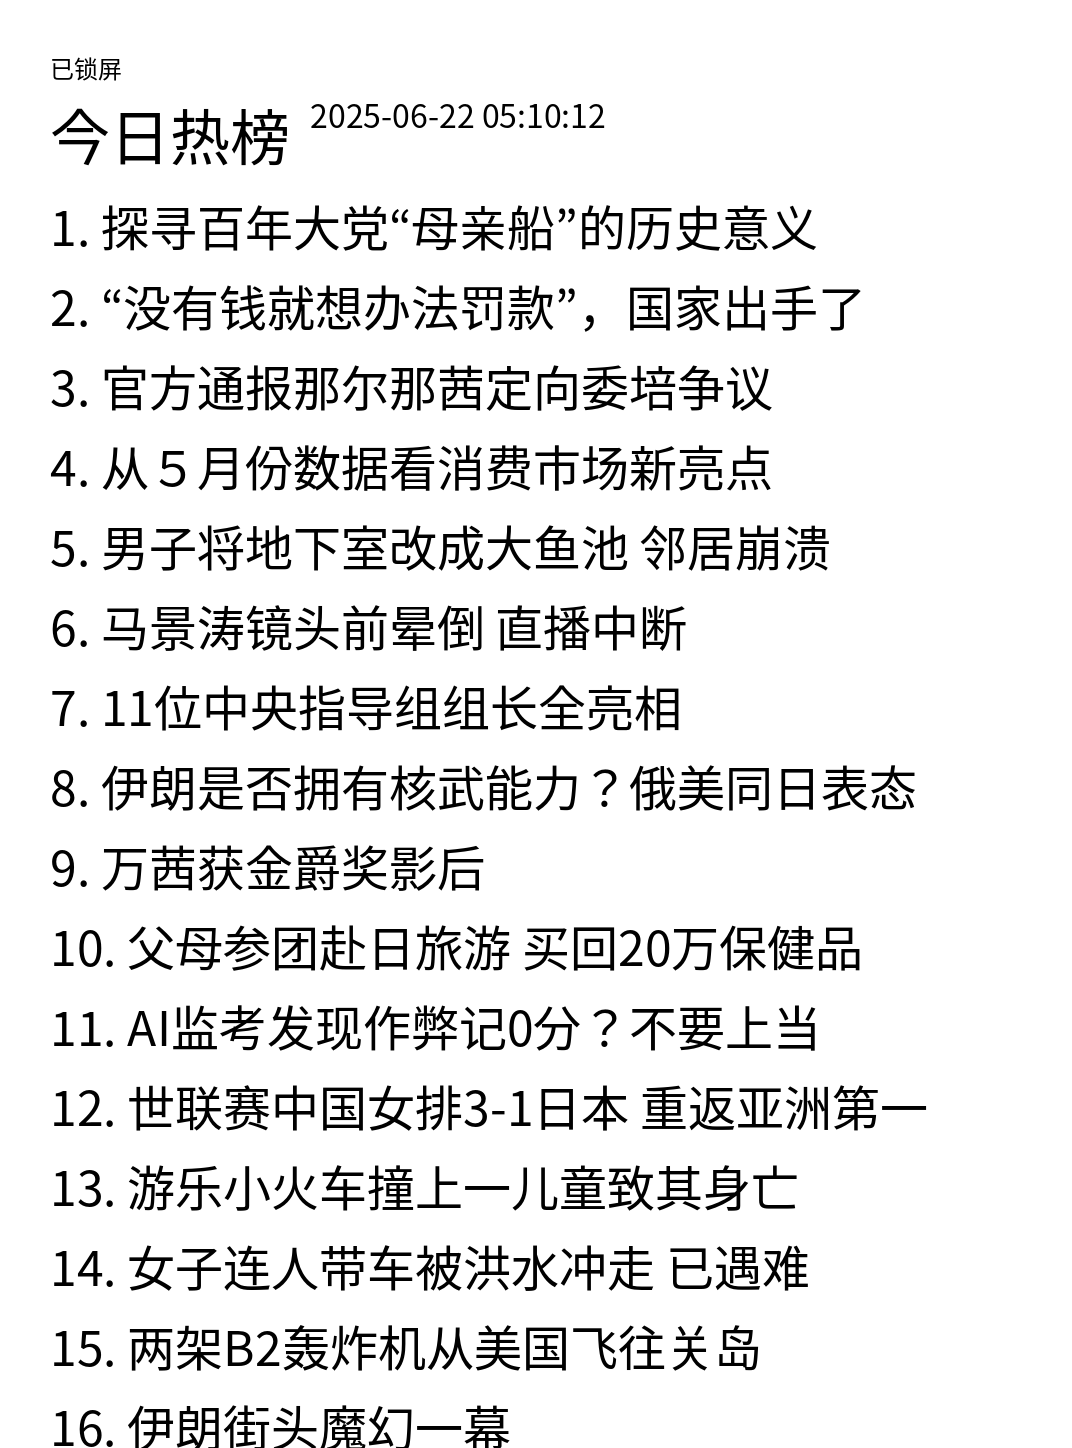 已锁屏
今日热榜 2025-06-22 05:10:12
1. 探寻百年大党“母亲船”的历史意义
2. “没有钱就想办法罚款”，国家出手了
3. 官方通报那尔那茜定向委培争议
4. 从５月份数据看消费市场新亮点
5. 男子将地下室改成大鱼池 邻居崩溃
6. 马景涛镜头前晕倒 直播中断
7. 11位中央指导组组长全亮相
8. 伊朗是否拥有核武能力？俄美同日表态
9. 万茜获金爵奖影后
10. 父母参团赴日旅游 买回20万保健品
11. AI监考发现作弊记0分？不要上当
12. 世联赛中国女排3-1日本 重返亚洲第一
13. 游乐小火车撞上一儿童致其身亡
14. 女子连人带车被洪水冲走 已遇难
15. 两架B2轰炸机从美国飞往关岛
16. 伊朗街头魔幻一幕